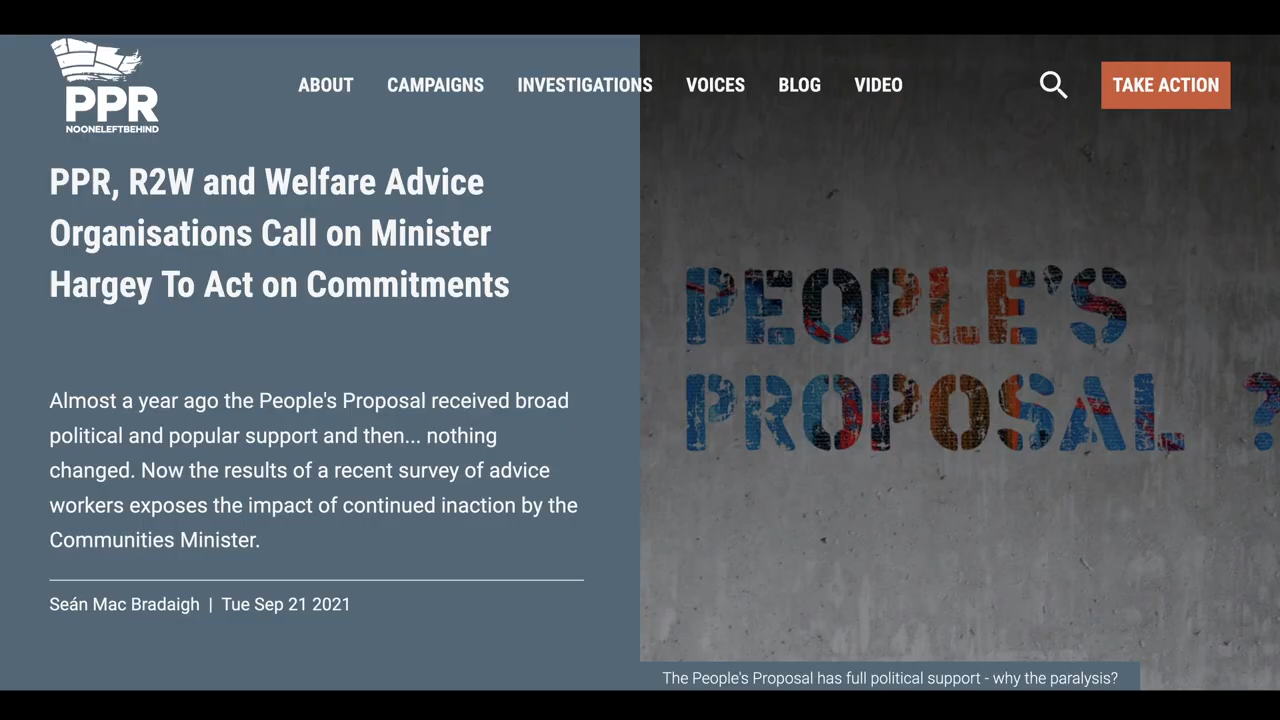 PPR
NOONELEFTBEHIND
ABOUT CAMPAIGNS INVESTIGATIONS VOICES BLOG VIDEO TAKE ACTION
PPR, R2W and Welfare Advice
Organisations Call on Minister
Hargey To Act on Commitments
Almost a year ago the People's Proposal received broad
political and popular support and then... nothing
changed. Now the results of a recent survey of advice
workers exposes the impact of continued inaction by the
Communities Minister.
Seán Mac Bradaigh | Tue Sep 21 2021
PEOPLE'S
PROPOSAL ?
The People's Proposal has full political support - why the paralysis?